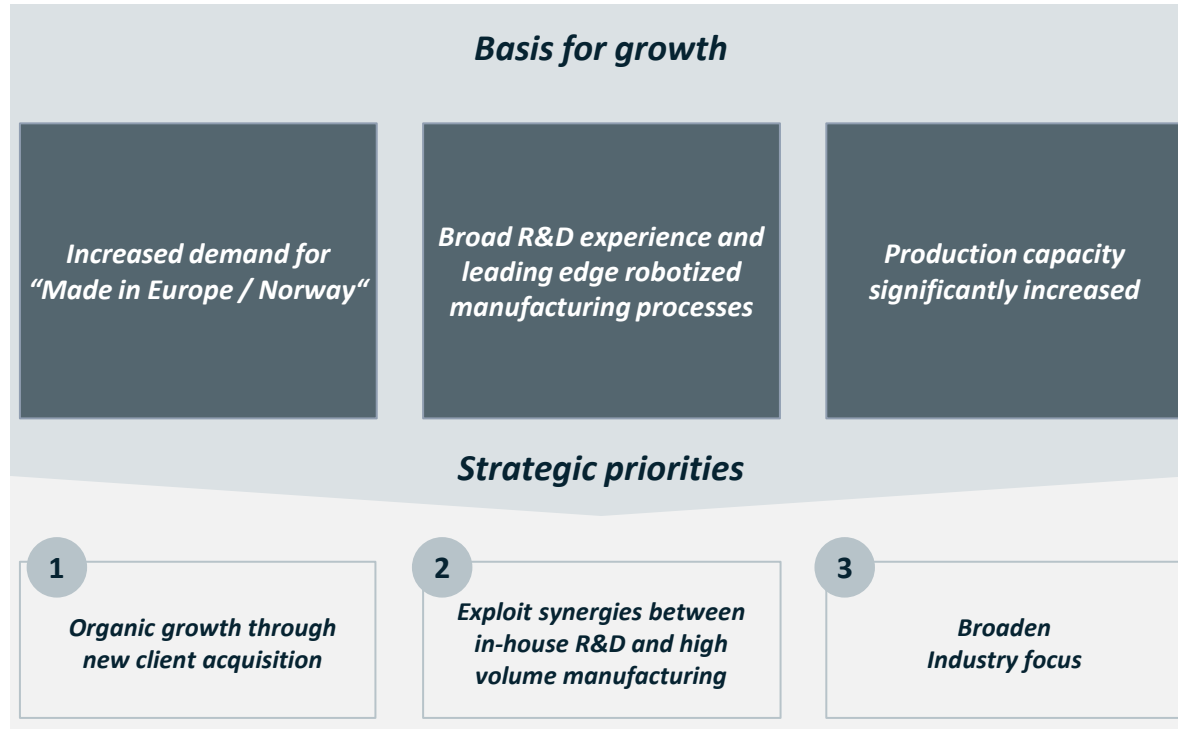 Basis for growth
Increased demand for
“Made in Europe / Norway“
Broad R&D experience and
leading edge robotized
manufacturing processes
Production capacity
significantly increased
Strategic priorities
1
Organic growth through
new client acquisition
2
Exploit synergies between
in-house R&D and high
volume manufacturing
3
Broaden
Industry focus